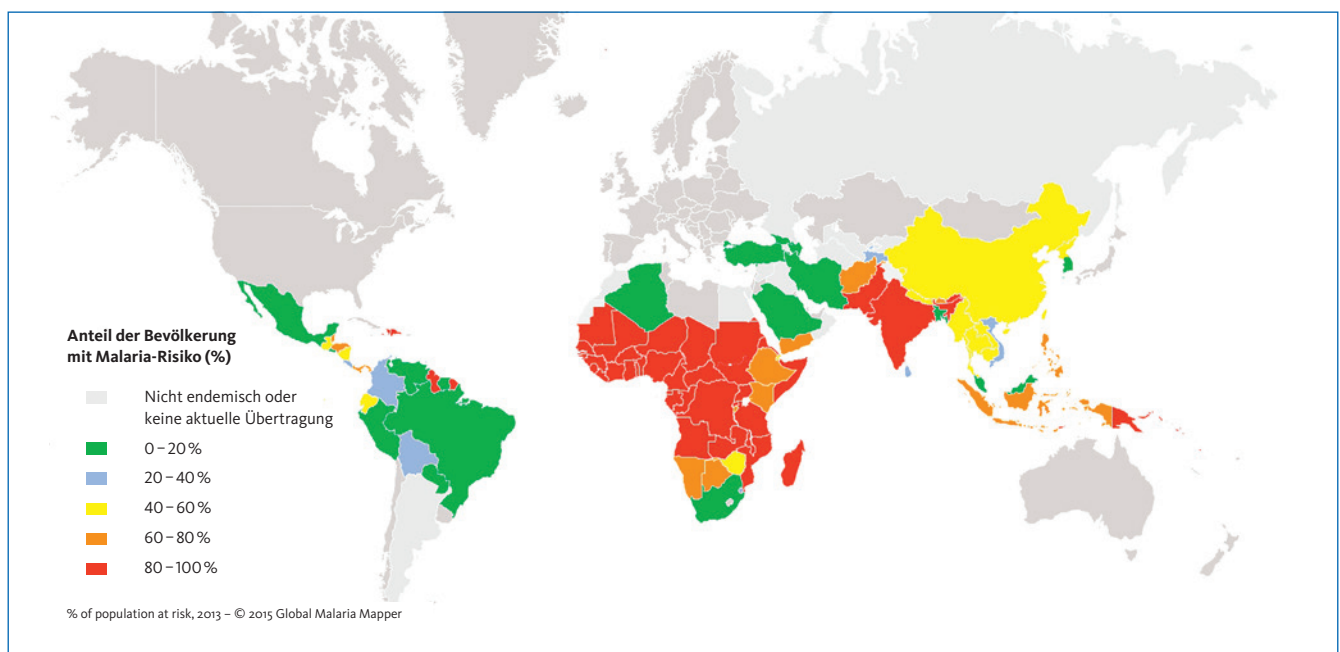 Anteil der Bevölkerung
mit Malaria-Risiko (%)
Nicht endemisch oder
keine aktuelle Übertragung
0 – 20 %
20 – 40 %
40 – 60 %
60 – 80 %
80 – 100 %
% of population at risk, 2013 – © 2015 Global Malaria Mapper